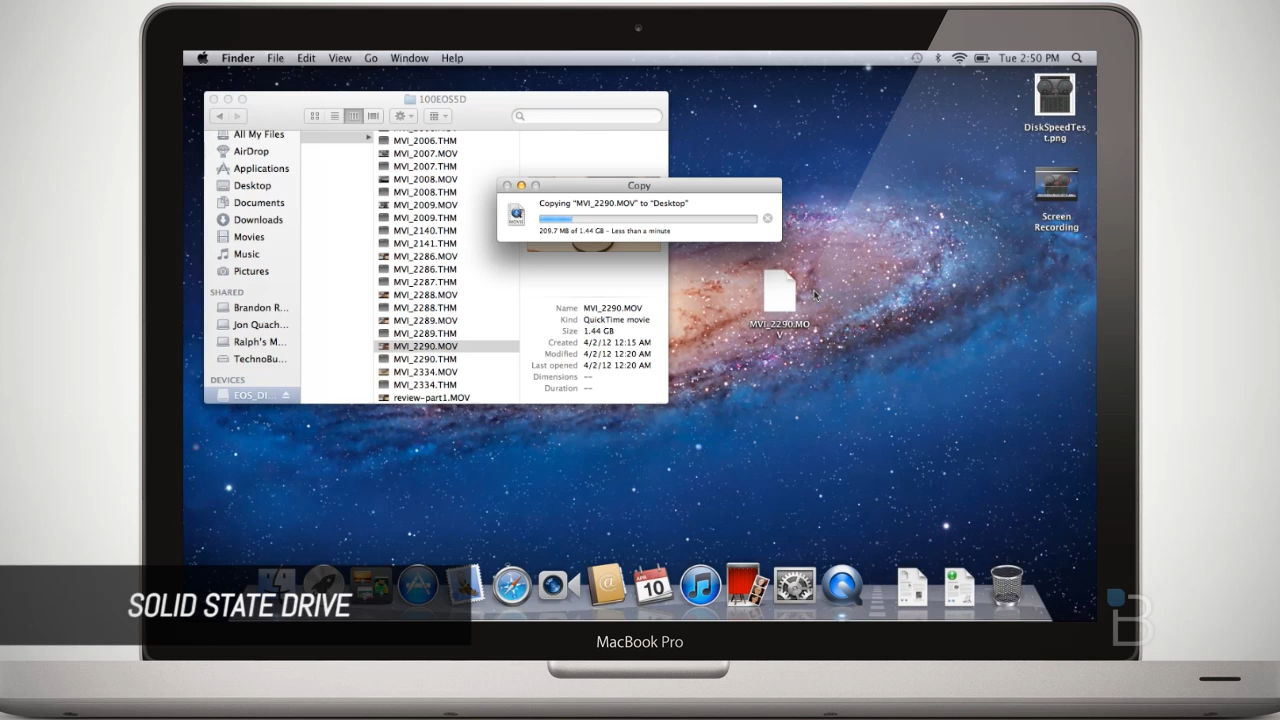 Finder File Edit View Go Window Help
Tue 2:50 PM
100EOS5D
All My Files
AirDrop
Applications
Desktop
Documents
Downloads
Movies
Music
Pictures
SHARED
Brandon R...
Jon Quach...
Ralph's M...
TechnoBu...
DEVICES
EOS_DI...
MVI_2006.THM
MVI_2007.MOV
MVI_2007.THM
MVI_2008.MOV
MVI_2008.THM
MVI_2009.MOV
MVI_2009.THM
MVI_2140.THM
MVI_2141.THM
MVI_2286.MOV
MVI_2286.THM
MVI_2287.THM
MVI_2288.MOV
MVI_2288.THM
MVI_2289.MOV
MVI_2289.THM
MVI_2290.MOV
MVI_2290.THM
MVI_2334.MOV
MVI_2334.THM
review-part1.MOV
Copy
Copying "MVI_2290.MOV" to "Desktop"
209.7 MB of 1.44 GB - Less than a minute
Name MVI_2290.MOV
Kind QuickTime movie
Size 1.44 GB
Created 4/2/12 12:15 AM
Modified 4/2/12 12:20 AM
Last opened 4/2/12 12:20 AM
Dimensions --
Duration --
MVI_2290.MO
V
DiskSpeedTes
t.png
Screen
Recording
APR
10
SOLID STATE DRIVE
MacBook Pro
B